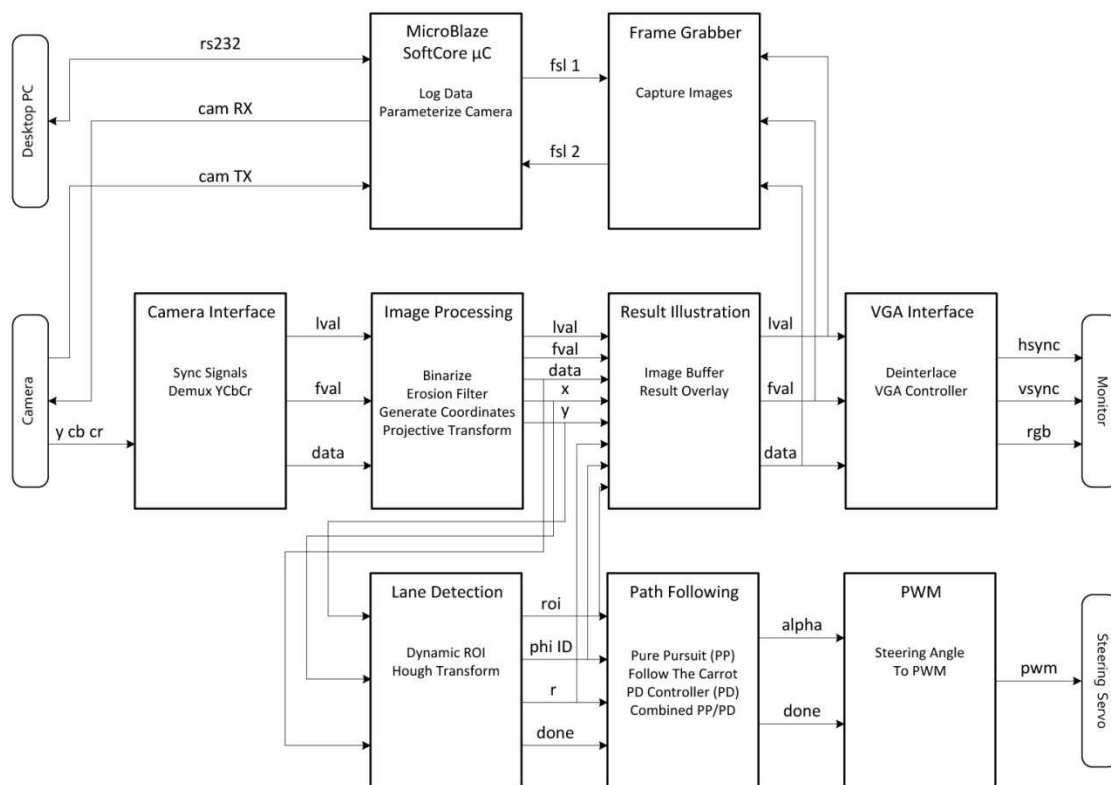 Desktop PC
rs232
cam RX
cam TX
MicroBlaze
SoftCore µC
Log Data
Parameterize Camera
fsl 1
fsl 2
Frame Grabber
Capture Images
Camera
y cb cr
Camera Interface
Sync Signals
Demux YCbCr
lval
fval
data
Image Processing
Binarize
Erosion Filter
Generate Coordinates
Projective Transform
lval
fval
data
x
y
Result Illustration
Image Buffer
Result Overlay
lval
fval
data
VGA Interface
Deinterlace
VGA Controller
hsync
vsync
rgb
Monitor
Lane Detection
Dynamic ROI
Hough Transform
roi
phi ID
r
done
Path Following
Pure Pursuit (PP)
Follow The Carrot
PD Controller (PD)
Combined PP/PD
alpha
done
PWM
Steering Angle
To PWM
pwm
Steering Servo